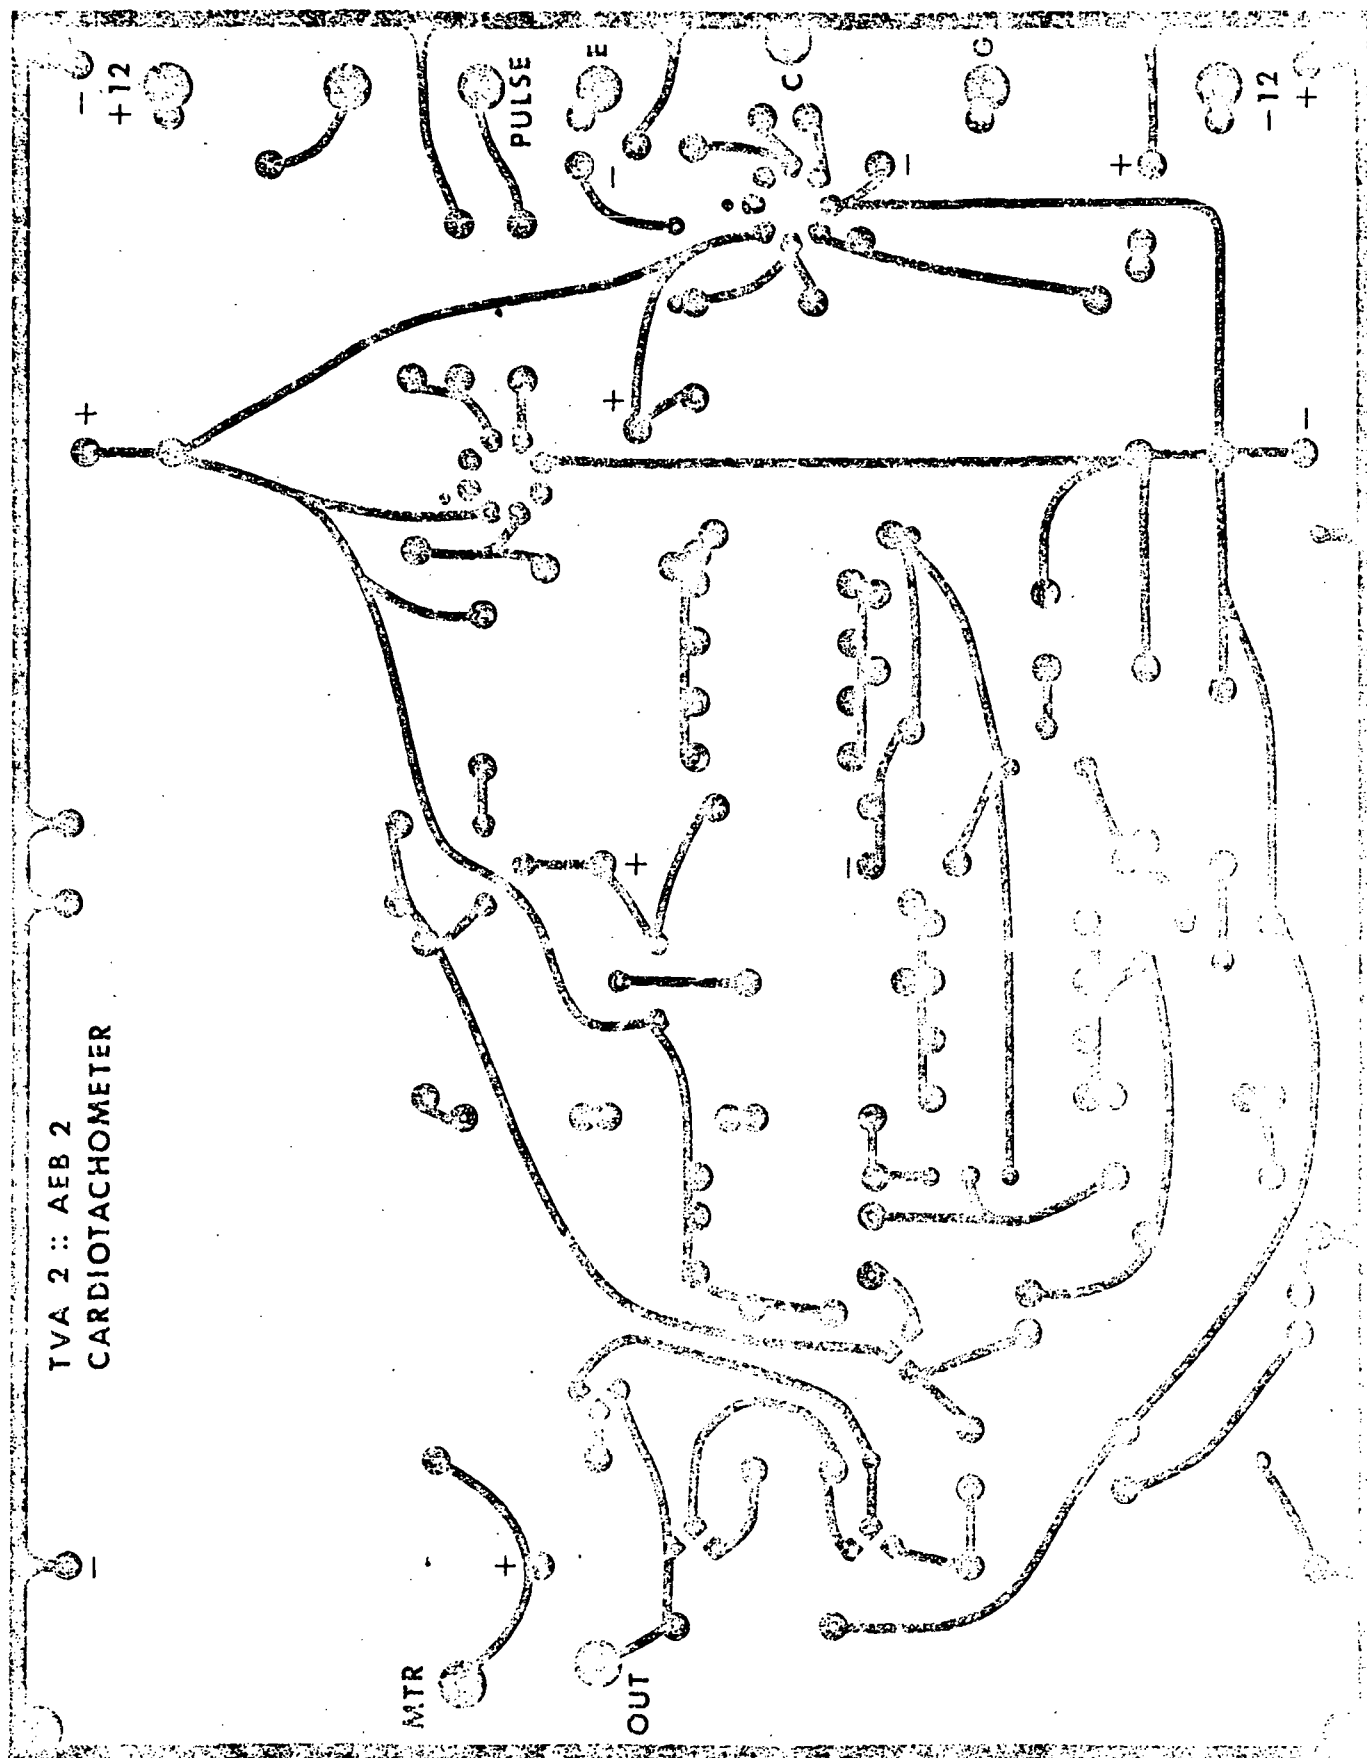 TVA 2 :: AEB 2
CARDIOTACHOMETER
−
+12
PULSE
E
C
G
−12
+
−
−
+
+
+
−
+
−
−
+
MTR
OUT